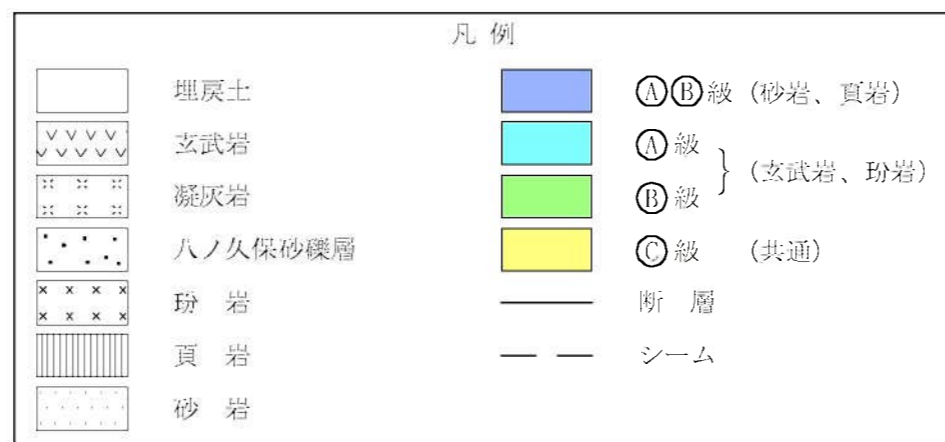 凡 例
埋戻土
玄武岩
凝灰岩
八ノ久保砂礫層
玢 岩
頁 岩
砂 岩
ⒶⒷ級 (砂岩、頁岩)
Ⓐ級
Ⓑ級
(玄武岩、玢岩)
Ⓒ級 (共通)
断 層
シーム